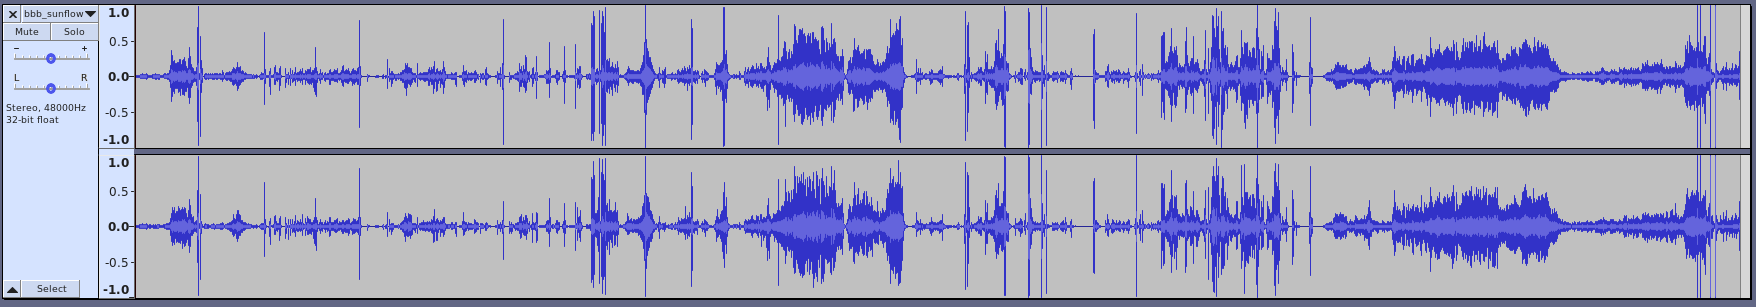 × bbb_sunflow
Mute Solo
- +
L R
Stereo, 48000Hz
32-bit float
Select
1.0
0.5
0.0
-0.5
-1.0
1.0
0.5
0.0
-0.5
-1.0